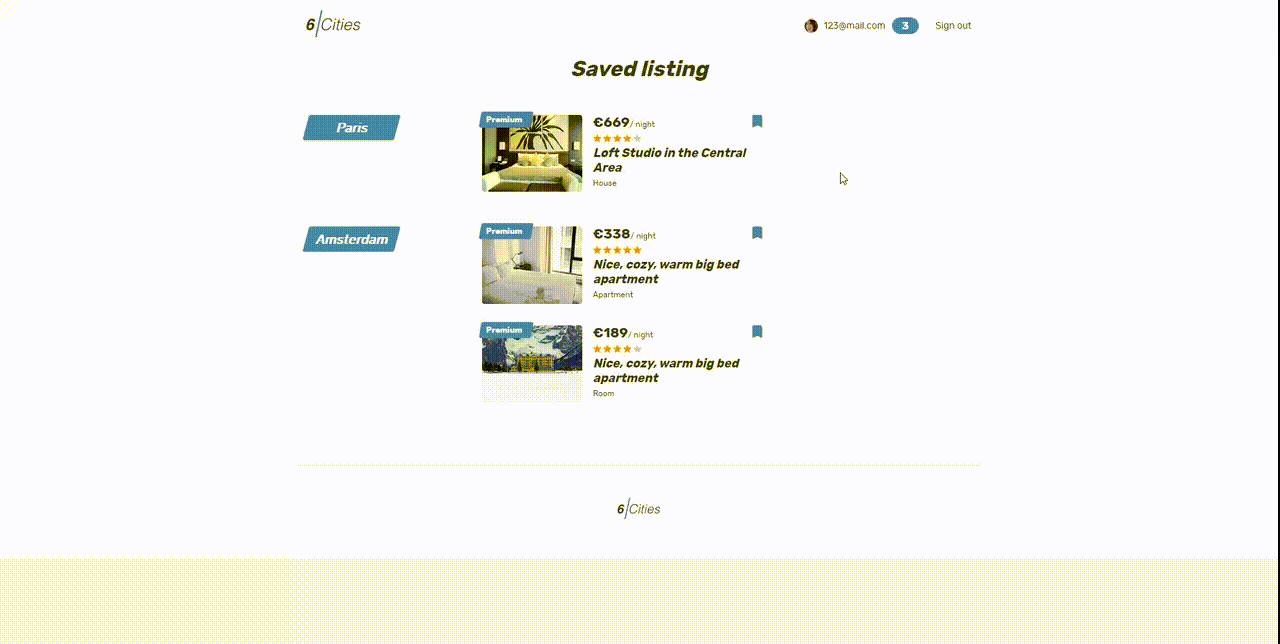 6 Cities
123@mail.com 3 Sign out
Saved listing
Paris
Premium
€669/ night
Loft Studio in the Central
Area
House
Amsterdam
Premium
€338/ night
Nice, cozy, warm big bed
apartment
Apartment
Premium
€189/ night
Nice, cozy, warm big bed
apartment
Room
6 Cities